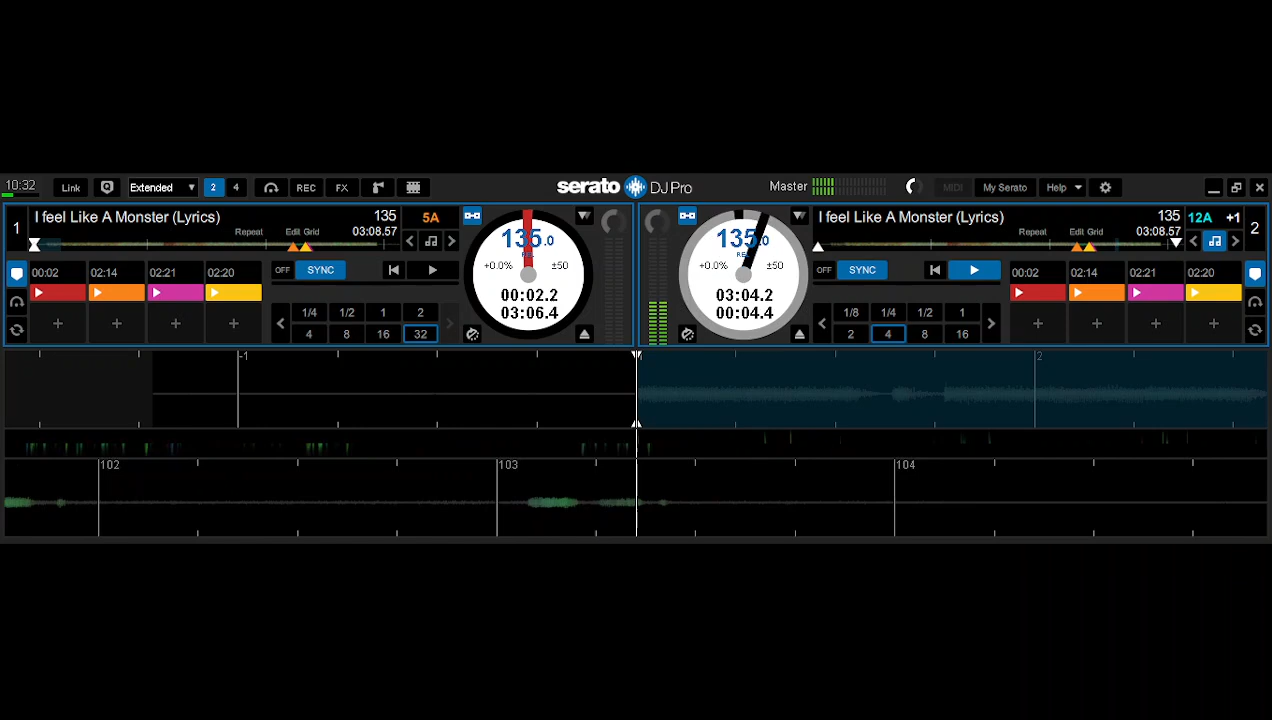 10:32 Link Extended ▼ 2 4 REC FX serato DJ Pro Master MIDI My Serato Help ▼
1 I feel Like A Monster (Lyrics) 135 5A
Repeat Edit Grid 03:08.57
00:02 02:14 02:21 02:20 OFF SYNC
1/4 1/2 1 2
4 8 16 32
135.0
+0.0% ±50
00:02.2
03:06.4
135.0
+0.0% ±50
03:04.2
00:04.4
I feel Like A Monster (Lyrics) 135 12A +1 2
Repeat Edit Grid 03:08.57
OFF SYNC 00:02 02:14 02:21 02:20
1/8 1/4 1/2 1
2 4 8 16
-1 2
102 103 104